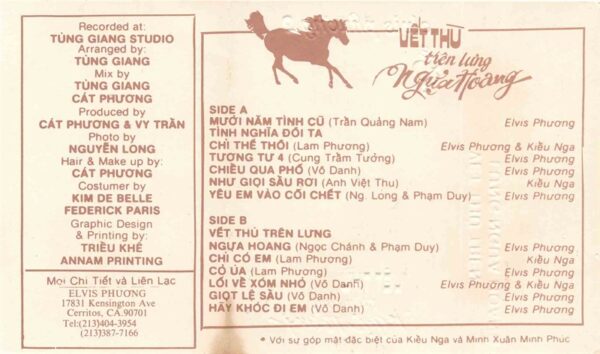 Recorded at:
TÙNG GIANG STUDIO
Arranged by:
TÙNG GIANG
Mix by
TÙNG GIANG
CÁT PHƯƠNG
Produced by
CÁT PHƯƠNG & VY TRẦN
Photo by
NGUYỄN LONG
Hair & Make up by:
CÁT PHƯƠNG
Costumer by
KIM DE BELLE
FEDERICK PARIS
Graphic Design
& Printing by:
TRIỀU KHÊ
ANNAM PRINTING
Mọi Chi Tiết và Liên Lạc
ELVIS PHƯƠNG
17831 Kensington Ave
Cerritos, CA.90701
Tel:(213)404-3954
(213)387-7166
VẾT THÙ
trên lưng
Ngựa Hoang
SIDE A
MƯỜI NĂM TÌNH CŨ (Trần Quảng Nam) Elvis Phương
TÌNH NGHĨA ĐÔI TA
CHỈ THẾ THÔI (Lam Phương) Elvis Phương & Kiều Nga
TƯƠNG TƯ 4 (Cung Trầm Tưởng) Elvis Phương
CHIỀU QUA PHỐ (Vô Danh) Elvis Phương
NHƯ GIỌI SẦU RƠI (Anh Việt Thu) Kiều Nga
YÊU EM VÀO CÕI CHẾT (Ng. Long & Phạm Duy) Elvis Phương
SIDE B
VẾT THÙ TRÊN LƯNG
NGỰA HOANG (Ngọc Chánh & Phạm Duy) Elvis Phương
CHỈ CÓ EM (Lam Phương) Kiều Nga
CỎ ÚA (Lam Phương) Elvis Phương
LỐI VỀ XÓM NHỎ (Vô Danh) Elvis Phương & Kiều Nga
GIỌT LỆ SẦU (Vô Danh) Elvis Phương
HÃY KHÓC ĐI EM (Vô Danh) Elvis Phương
* Với sự góp mặt đặc biệt của Kiều Nga và Minh Xuân Minh Phúc